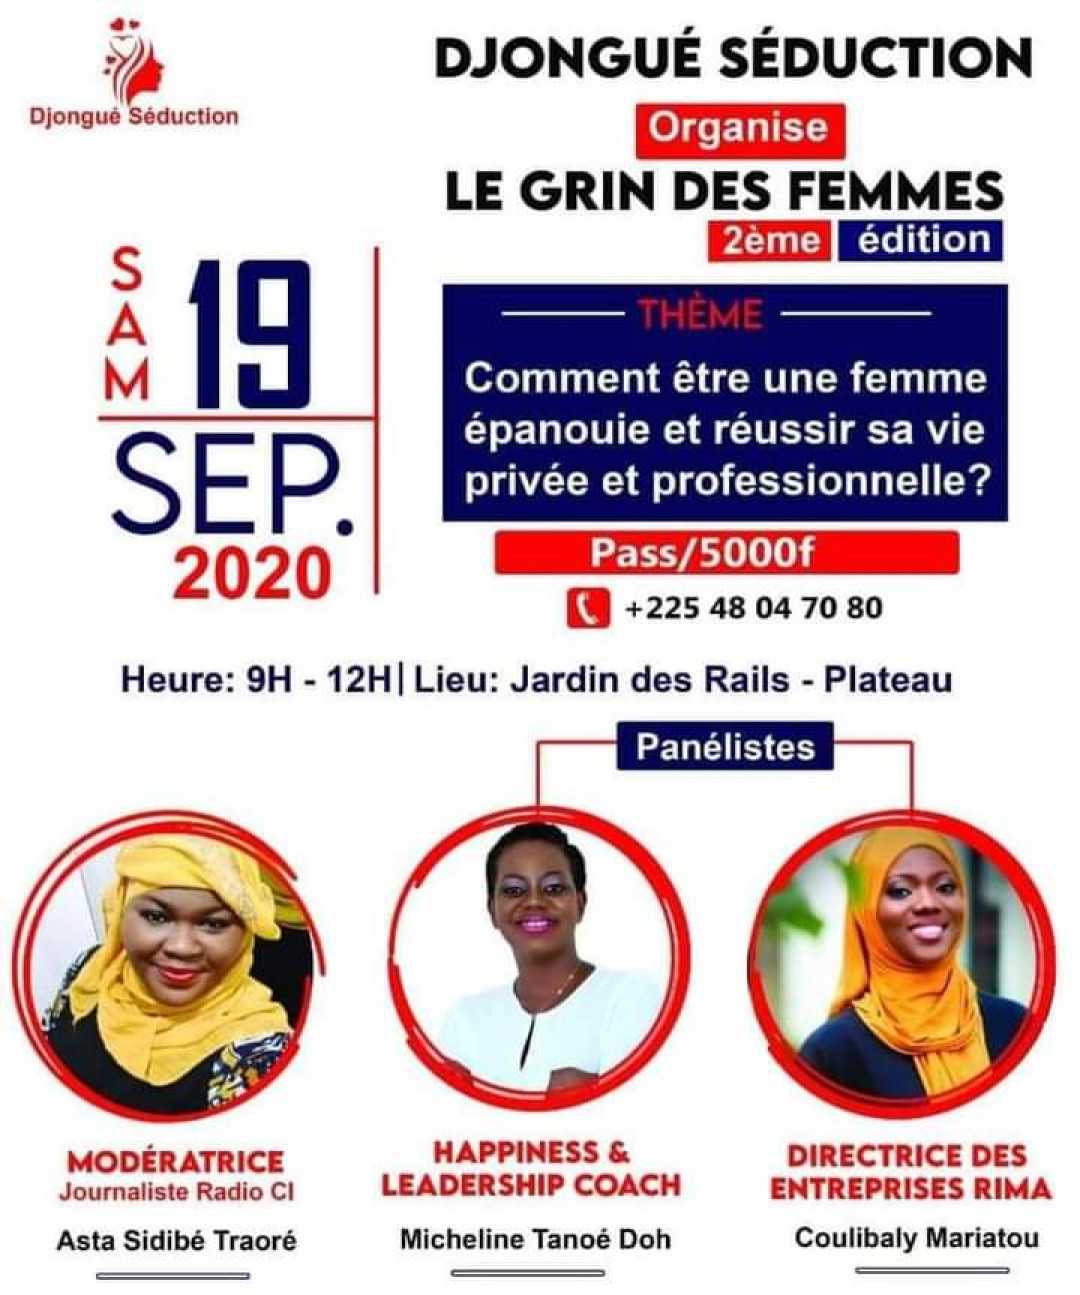 Djongué Séduction
DJONGUÉ SÉDUCTION
Organise
LE GRIN DES FEMMES
2ème édition
SAM
19
SEP.
2020
THÈME
Comment être une femme
épanouie et réussir sa vie
privée et professionnelle?
Pass/5000f
+225 48 04 70 80
Heure: 9H - 12H| Lieu: Jardin des Rails - Plateau
Panélistes
MODÉRATRICE
Journaliste Radio CI
Asta Sidibé Traoré
HAPPINESS &
LEADERSHIP COACH
Micheline Tanoé Doh
DIRECTRICE DES
ENTREPRISES RIMA
Coulibaly Mariatou